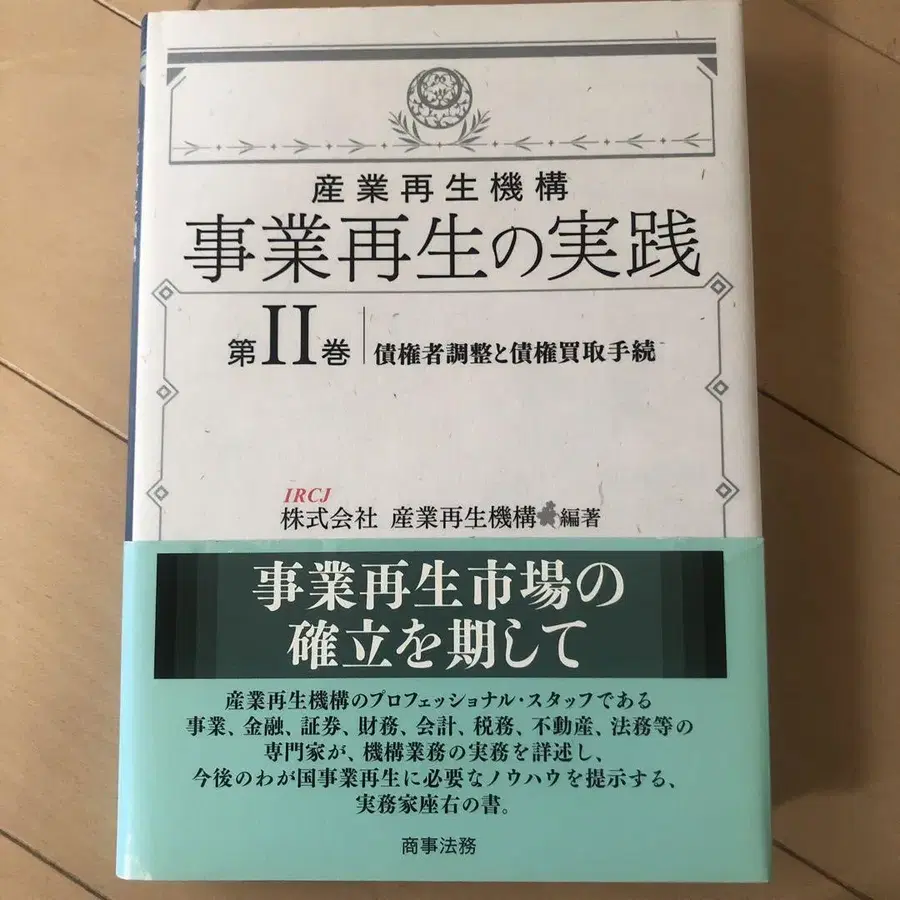 産業再生機構
事業再生の実践
第II巻 債権者調整と債権買取手続
IRCJ
株式会社 産業再生機構 編著
事業再生市場の
確立を期して
産業再生機構のプロフェッショナル・スタッフである
事業、金融、証券、財務、会計、税務、不動産、法務等の
専門家が、機構業務の実務を詳述し、
今後のわが国事業再生に必要なノウハウを提示する、
実務家座右の書。
商事法務